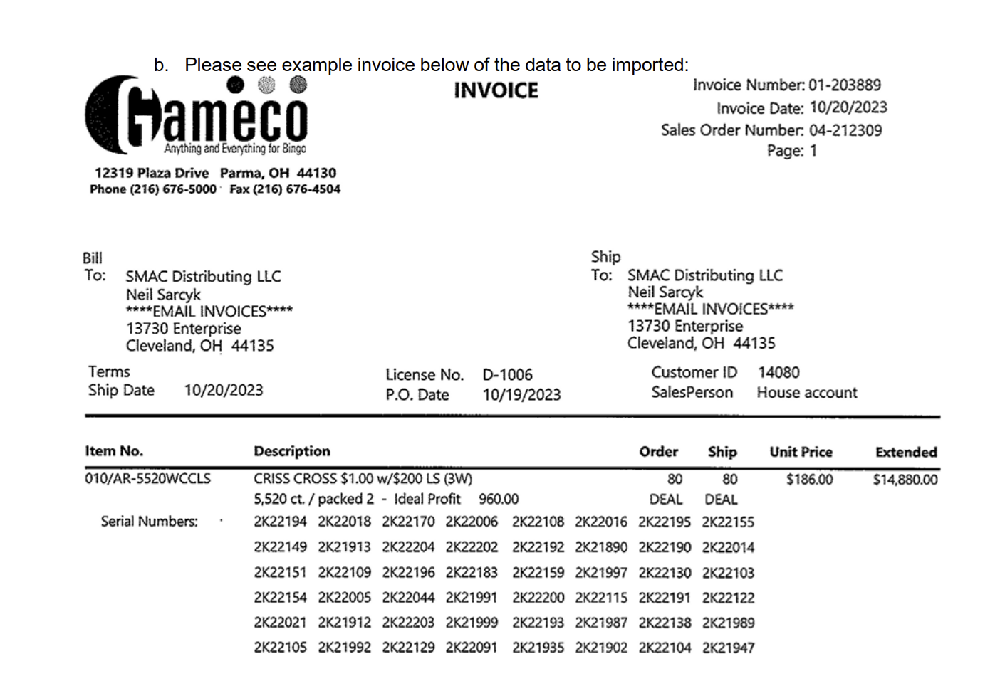 b. Please see example invoice below of the data to be imported:
Gameco
Anything and Everything for Bingo
12319 Plaza Drive Parma, OH 44130
Phone (216) 676-5000 Fax (216) 676-4504
INVOICE
Invoice Number: 01-203889
Invoice Date: 10/20/2023
Sales Order Number: 04-212309
Page: 1
Bill
To: SMAC Distributing LLC
Neil Sarcyk
****EMAIL INVOICES****
13730 Enterprise
Cleveland, OH 44135
Ship
To: SMAC Distributing LLC
Neil Sarcyk
****EMAIL INVOICES****
13730 Enterprise
Cleveland, OH 44135
Terms License No. D-1006 Customer ID 14080
Ship Date 10/20/2023 P.O. Date 10/19/2023 SalesPerson House account
Item No. Description Order Ship Unit Price Extended
010/AR-5520WCCLS CRISS CROSS $1.00 w/$200 LS (3W) 80 80 $186.00 $14,880.00
5,520 ct. / packed 2 - Ideal Profit 960.00 DEAL DEAL
Serial Numbers: 2K22194 2K22018 2K22170 2K22006 2K22108 2K22016 2K22195 2K22155
2K22149 2K21913 2K22204 2K22202 2K22192 2K21890 2K22190 2K22014
2K22151 2K22109 2K22196 2K22183 2K22159 2K21997 2K22130 2K22103
2K22154 2K22005 2K22044 2K21991 2K22200 2K22115 2K22191 2K22122
2K22021 2K21912 2K22203 2K21999 2K22193 2K21987 2K22138 2K21989
2K22105 2K21992 2K22129 2K22091 2K21935 2K21902 2K22104 2K21947